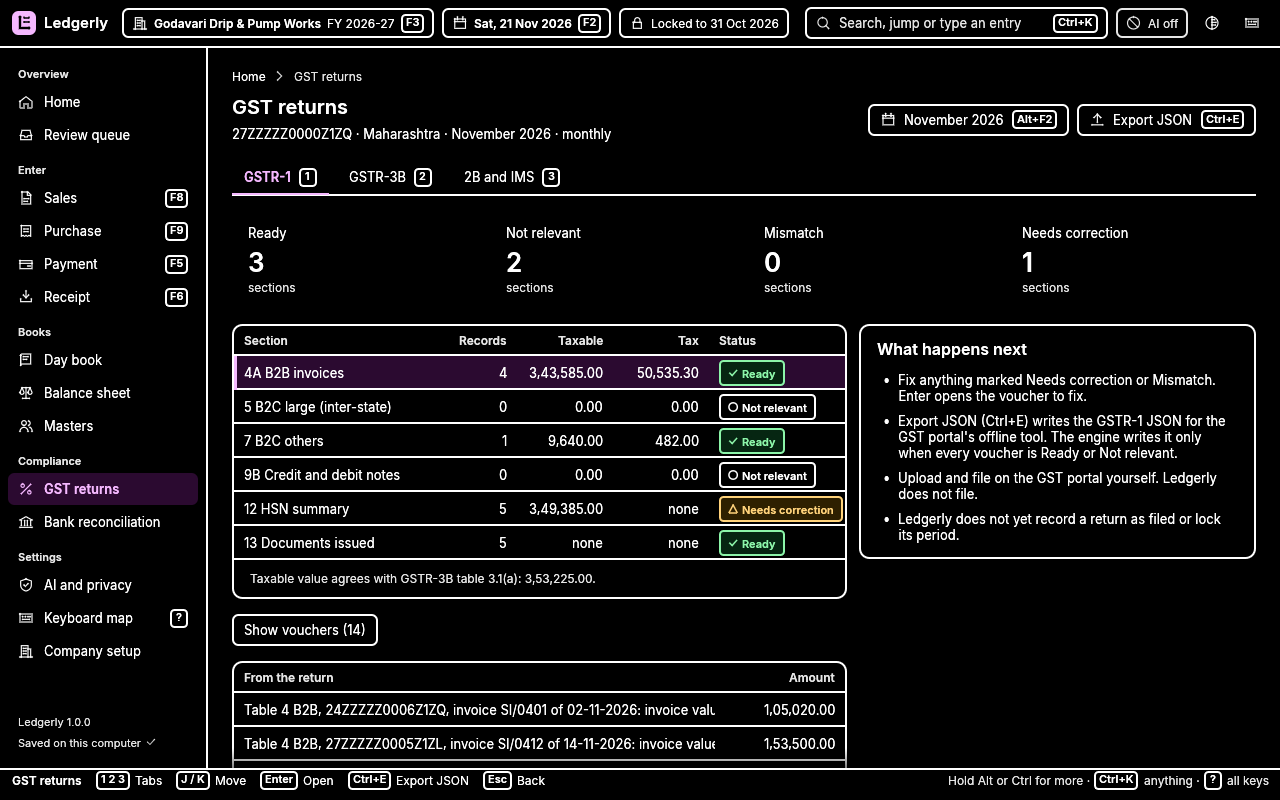 Ledgerly
Godavari Drip & Pump Works FY 2026-27 F3
Sat, 21 Nov 2026 F2
Locked to 31 Oct 2026
Search, jump or type an entry Ctrl+K
AI off
Overview
Home
Review queue
Enter
Sales F8
Purchase F9
Payment F5
Receipt F6
Books
Day book
Balance sheet
Masters
Compliance
GST returns
Bank reconciliation
Settings
AI and privacy
Keyboard map ?
Company setup
Ledgerly 1.0.0
Saved on this computer
Home GST returns
GST returns
27ZZZZZ0000Z1ZQ · Maharashtra · November 2026 · monthly
November 2026 Alt+F2
Export JSON Ctrl+E
GSTR-1 1 GSTR-3B 2 2B and IMS 3
Ready Not relevant Mismatch Needs correction
3 2 0 1
sections sections sections sections
Section Records Taxable Tax Status
4A B2B invoices 4 3,43,585.00 50,535.30 Ready
5 B2C large (inter-state) 0 0.00 0.00 Not relevant
7 B2C others 1 9,640.00 482.00 Ready
9B Credit and debit notes 0 0.00 0.00 Not relevant
12 HSN summary 5 3,49,385.00 none Needs correction
13 Documents issued 5 none none Ready
Taxable value agrees with GSTR-3B table 3.1(a): 3,53,225.00.
What happens next
• Fix anything marked Needs correction or Mismatch.
Enter opens the voucher to fix.
• Export JSON (Ctrl+E) writes the GSTR-1 JSON for the
GST portal's offline tool. The engine writes it only
when every voucher is Ready or Not relevant.
• Upload and file on the GST portal yourself. Ledgerly
does not file.
• Ledgerly does not yet record a return as filed or lock
its period.
Show vouchers (14)
From the return Amount
Table 4 B2B, 24ZZZZZ0006Z1ZQ, invoice SI/0401 of 02-11-2026: invoice valu 1,05,020.00
Table 4 B2B, 27ZZZZZ0005Z1ZL, invoice SI/0412 of 14-11-2026: invoice value 1,53,500.00
GST returns 1 2 3 Tabs J / K Move Enter Open Ctrl+E Export JSON Esc Back
Hold Alt or Ctrl for more · Ctrl+K anything · ? all keys